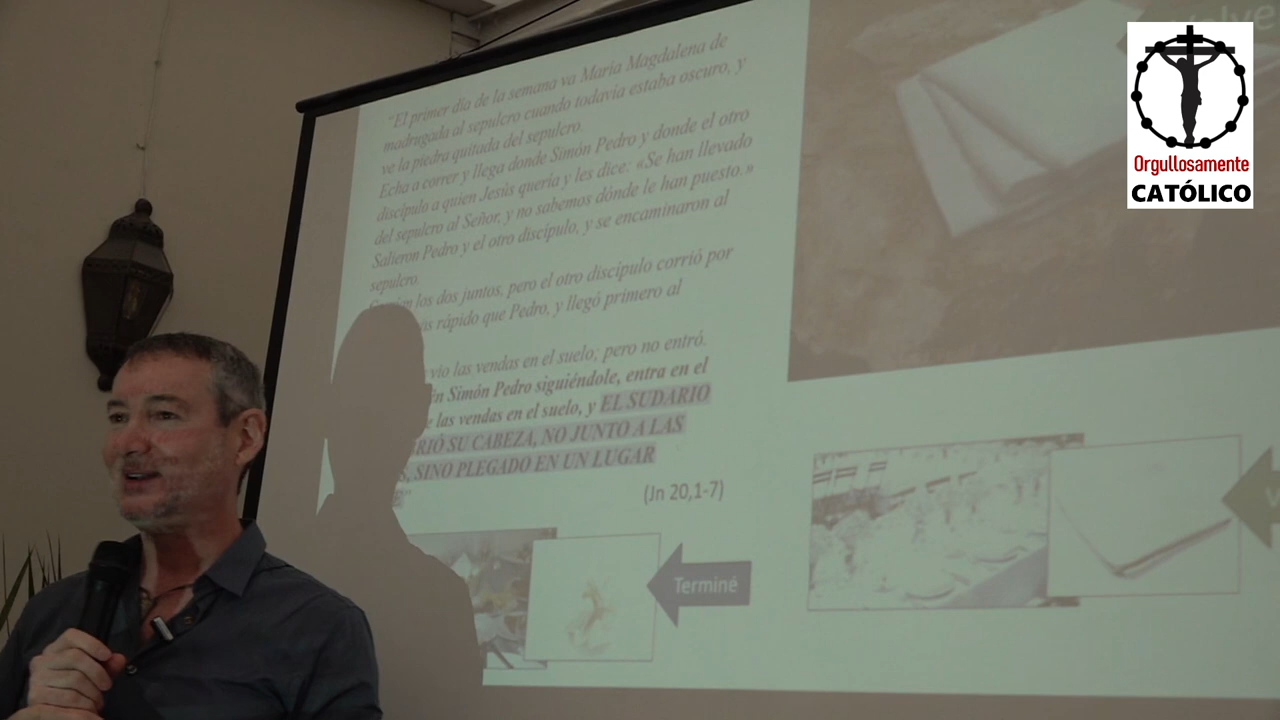 "El primer día de la semana va María Magdalena de
madrugada al sepulcro cuando todavía estaba oscuro, y
ve la piedra quitada del sepulcro.
Echa a correr y llega donde Simón Pedro y donde el otro
discípulo a quien Jesús quería y les dice: «Se han llevado
del sepulcro al Señor, y no sabemos dónde le han puesto.»
Salieron Pedro y el otro discípulo, y se encaminaron al
sepulcro.
los dos juntos, pero el otro discípulo corrió por
rápido que Pedro, y llegó primero al
vio las vendas en el suelo; pero no entró.
Simón Pedro siguiéndole, entra en el
las vendas en el suelo, y EL SUDARIO
SU CABEZA, NO JUNTO A LAS
SINO PLEGADO EN UN LUGAR
(Jn 20,1-7)
Terminé
Orgullosamente
CATÓLICO